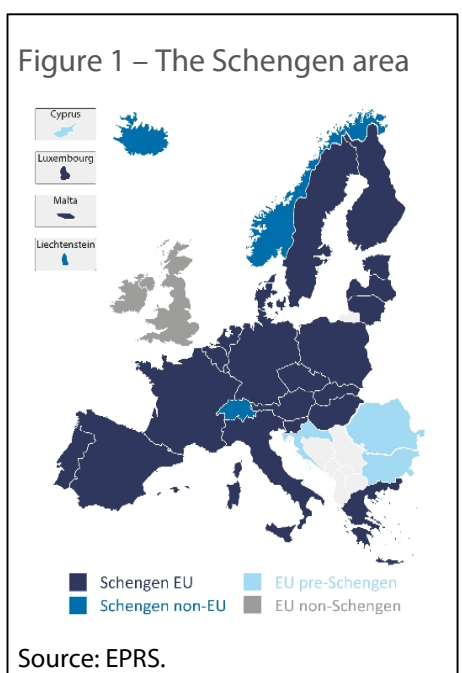 Figure 1 – The Schengen area
Cyprus
Luxembourg
Malta
Liechtenstein
Schengen EU
EU pre-Schengen
Schengen non-EU
EU non-Schengen
Source: EPRS.